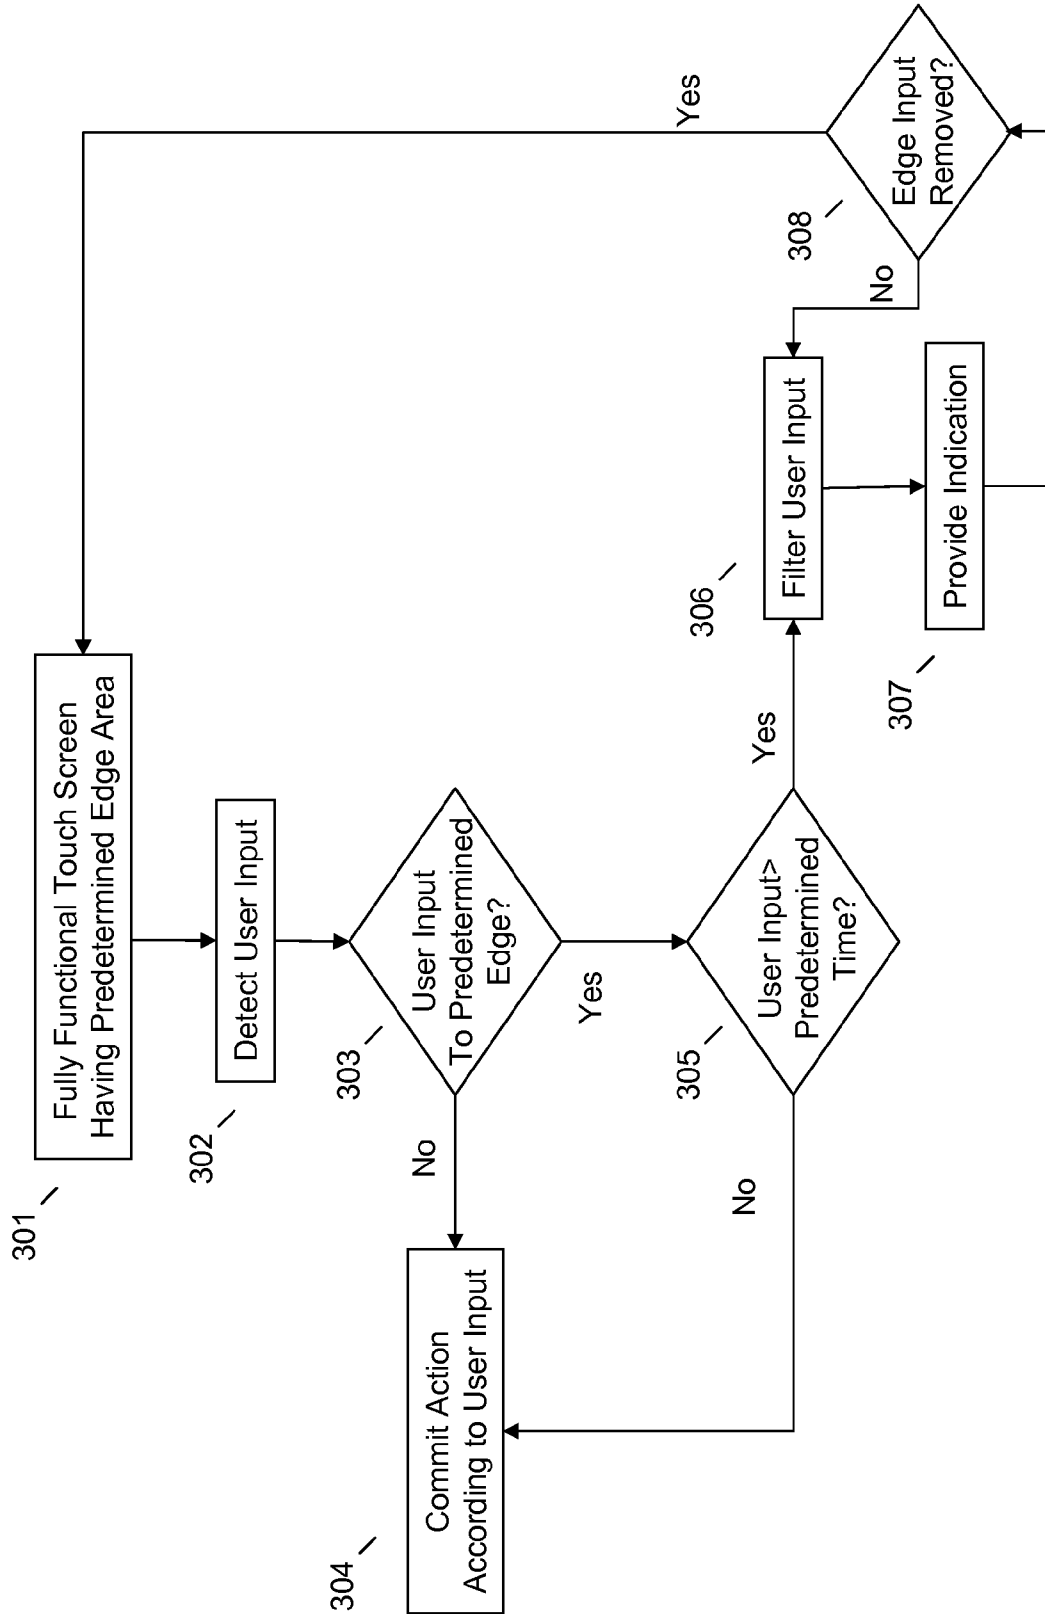 301
Fully Functional Touch Screen
Having Predetermined Edge Area
302
Detect User Input
303
User Input
To Predetermined
Edge?
No
Yes
304
Commit Action
According to User Input
305
User Input>
Predetermined
Time?
No
Yes
306
Filter User Input
307
Provide Indication
308
Edge Input
Removed?
No
Yes